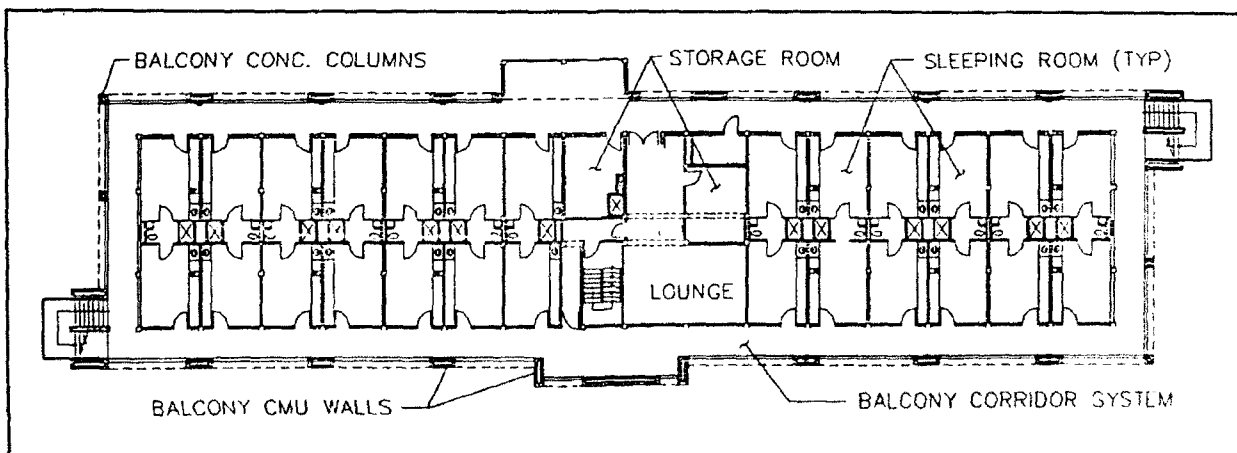 BALCONY CONC. COLUMNS
STORAGE ROOM
SLEEPING ROOM (TYP)
LOUNGE
BALCONY CMU WALLS
BALCONY CORRIDOR SYSTEM